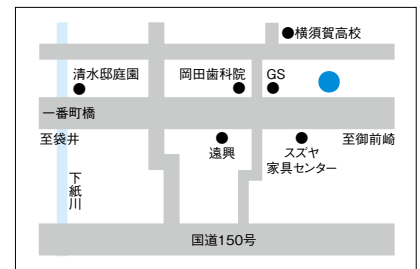 横須賀高校
清水邸庭園
岡田歯科院
GS
一番町橋
至袋井
遠興
スズヤ
家具センター
至御前崎
下紙川
国道150号